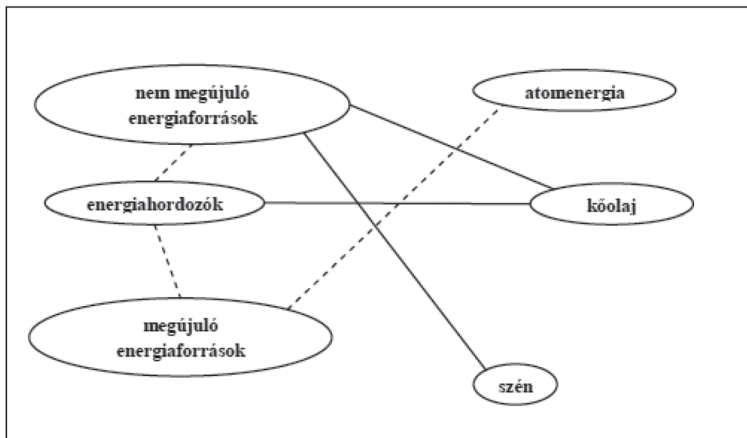 nem megújuló
energiaforrások
atomenergia
energiahordozók
kőolaj
megújuló
energiaforrások
szén